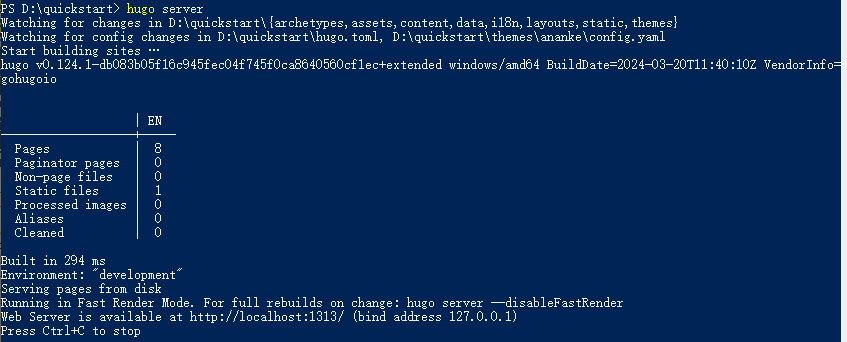 PS D:\quickstart> hugo server
Watching for changes in D:\quickstart\{archetypes,assets,content,data,i18n,layouts,static,themes}
Watching for config changes in D:\quickstart\hugo.toml, D:\quickstart\themes\ananke\config.yaml
Start building sites …
hugo v0.124.1-db083b05f16c945fec04f745f0ca8640560cf1ec+extended windows/amd64 BuildDate=2024-03-20T11:40:10Z VendorInfo=
gohugoio
| EN
Pages | 8
Paginator pages | 0
Non-page files | 0
Static files | 1
Processed images | 0
Aliases | 0
Cleaned | 0
Built in 294 ms
Environment: "development"
Serving pages from disk
Running in Fast Render Mode. For full rebuilds on change: hugo server --disableFastRender
Web Server is available at http://localhost:1313/ (bind address 127.0.0.1)
Press Ctrl+C to stop